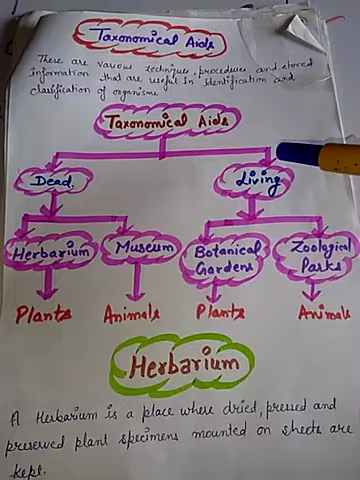 Taxonomical Aids
These are various technique, procedures and stored
information that are useful in identification and
classification of organisms
Taxonomical Aids
Dead Living
Herbarium Museum Botanical Gardens Zoological Parks
Plants Animals Plants Animals
Herbarium
A Herbarium is a place where dried, pressed and
preserved plant specimens mounted on sheets are
kept.